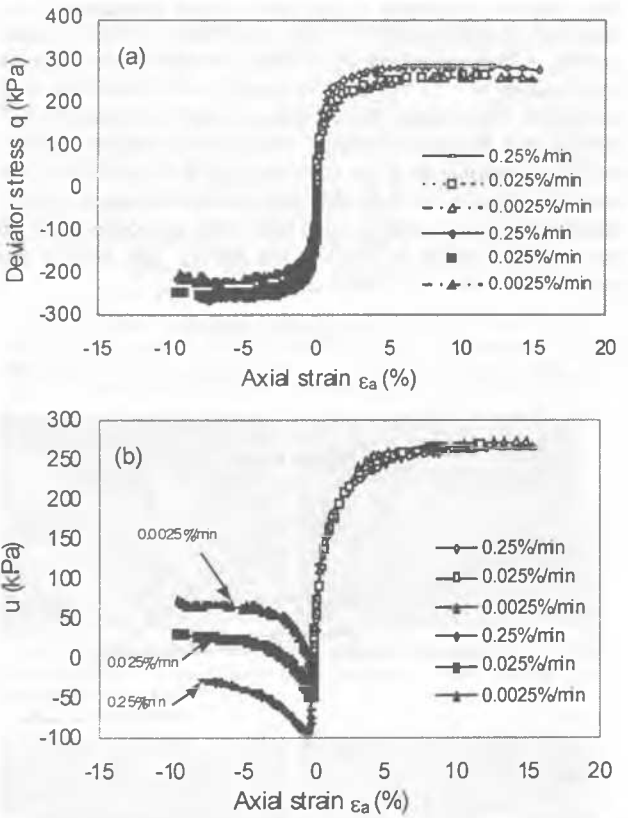 400
(a)
300
200
100
0
-100
-200
-300
Deviator stress q (kPa)
0.25%/min
0.025%/min
0.0025%/min
0.25%/min
0.025%/min
0.0025%/min
-15 -10 -5 0 5 10 15 20
Axial strain εa (%)
300
(b)
250
200
150
100
50
0
-50
-100
u (kPa)
0.0025%/min
0.025%/min
0.25%/min
0.25%/min
0.025%/min
0.0025%/min
0.25%/min
0.025%/min
0.0025%/min
-15 -10 -5 0 5 10 15 20
Axial strain εa (%)